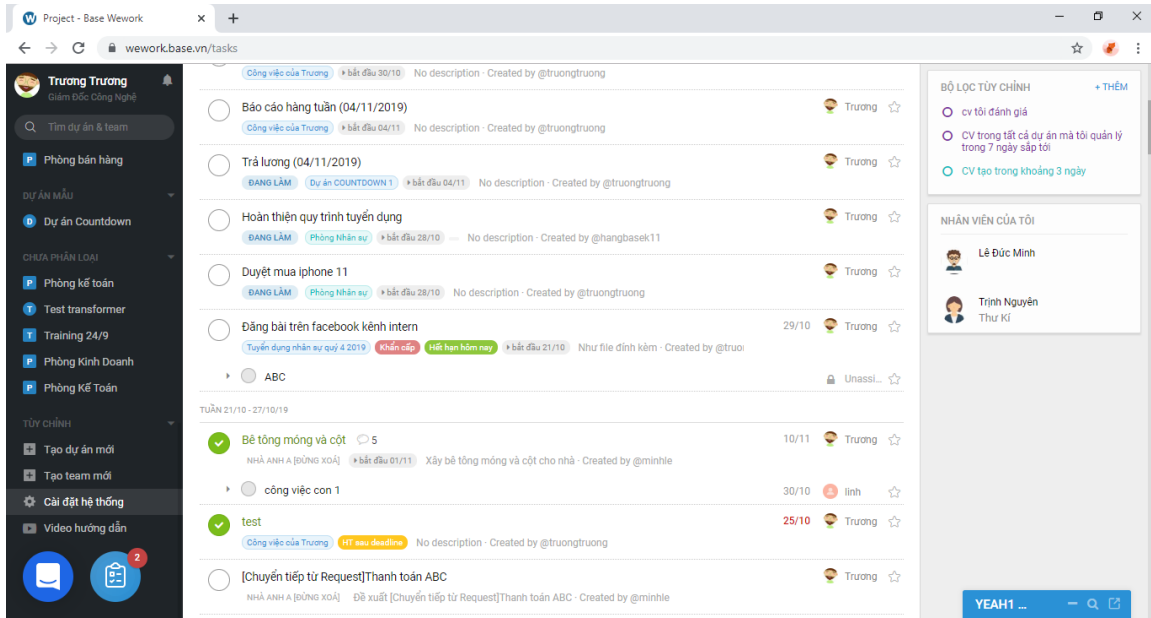 Project - Base Wework
wework.base.vn/tasks
Trương Trương
Giám Đốc Công Nghệ
Tìm dự án & team
Phòng bán hàng
DỰ ÁN MẪU
Dự án Countdown
CHƯA PHÂN LOẠI
Phòng kế toán
Test transformer
Training 24/9
Phòng Kinh Doanh
Phòng Kế Toán
TÙY CHỈNH
Tạo dự án mới
Tạo team mới
Cài đặt hệ thống
Video hướng dẫn
2
Công việc của Trương bắt đầu 30/10 No description · Created by @truongtruong
Báo cáo hàng tuần (04/11/2019) Trương
Công việc của Trương bắt đầu 04/11 No description · Created by @truongtruong
Trả lương (04/11/2019) Trương
ĐANG LÀM Dự án COUNTDOWN 1 bắt đầu 04/11 No description · Created by @truongtruong
Hoàn thiện quy trình tuyển dụng Trương
ĐANG LÀM Phòng Nhân sự bắt đầu 28/10 No description · Created by @hangbasek11
Duyệt mua iphone 11 Trương
ĐANG LÀM Phòng Nhân sự bắt đầu 28/10 No description · Created by @truongtruong
Đăng bài trên facebook kênh intern 29/10 Trương
Tuyển dụng nhân sự quý 4 2019 Khẩn cấp Hết hạn hôm nay bắt đầu 21/10 Như file đính kèm · Created by @truo
ABC Unassi...
TUẦN 21/10 - 27/10/19
Bê tông móng và cột 5 10/11 Trương
NHÀ ANH A [ĐỪNG XOÁ] bắt đầu 01/11 Xây bê tông móng và cột cho nhà · Created by @minhle
công việc con 1 30/10 linh
test 25/10 Trương
Công việc của Trương HT sau deadline No description · Created by @truongtruong
[Chuyển tiếp từ Request]Thanh toán ABC Trương
NHÀ ANH A [ĐỪNG XOÁ] Đề xuất [Chuyển tiếp từ Request]Thanh toán ABC · Created by @minhle
BỘ LỌC TÙY CHỈNH + THÊM
cv tôi đánh giá
CV trong tất cả dự án mà tôi quản lý
trong 7 ngày sắp tới
CV tạo trong khoảng 3 ngày
NHÂN VIÊN CỦA TÔI
Lê Đức Minh
Trịnh Nguyên
Thư Kí
YEAH1 ...